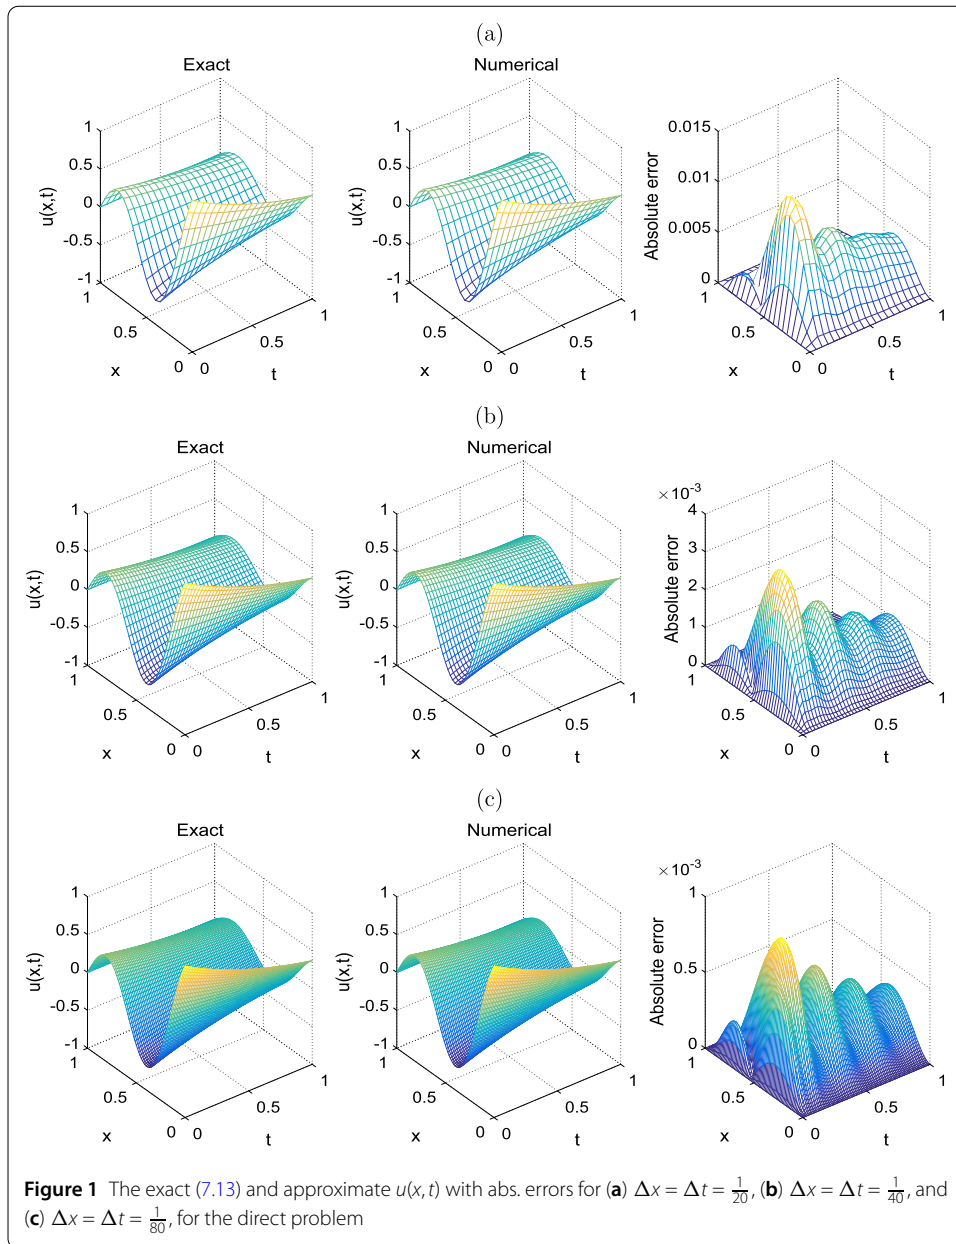 (a)
Exact
Numerical
1
0.5
0
-0.5
-1
u(x,t)
1
0.5
0
x
0
0.5
1
t
1
0.5
0
-0.5
-1
u(x,t)
1
0.5
0
x
0
0.5
1
t
0.015
0.01
0.005
0
Absolute error
1
0.5
0
x
0
0.5
1
t
(b)
Exact
Numerical
1
0.5
0
-0.5
-1
u(x,t)
1
0.5
0
x
0
0.5
1
t
1
0.5
0
-0.5
-1
u(x,t)
1
0.5
0
x
0
0.5
1
t
×10⁻³
4
3
2
1
0
Absolute error
1
0.5
0
x
0
0.5
1
t
(c)
Exact
Numerical
1
0.5
0
-0.5
-1
u(x,t)
1
0.5
0
x
0
0.5
1
t
1
0.5
0
-0.5
-1
u(x,t)
1
0.5
0
x
0
0.5
1
t
×10⁻³
1
0.5
0
Absolute error
1
0.5
0
x
0
0.5
1
t
Figure 1 The exact (7.13) and approximate u(x, t) with abs. errors for (a) Δx = Δt = 1/20, (b) Δx = Δt = 1/40, and
(c) Δx = Δt = 1/80, for the direct problem